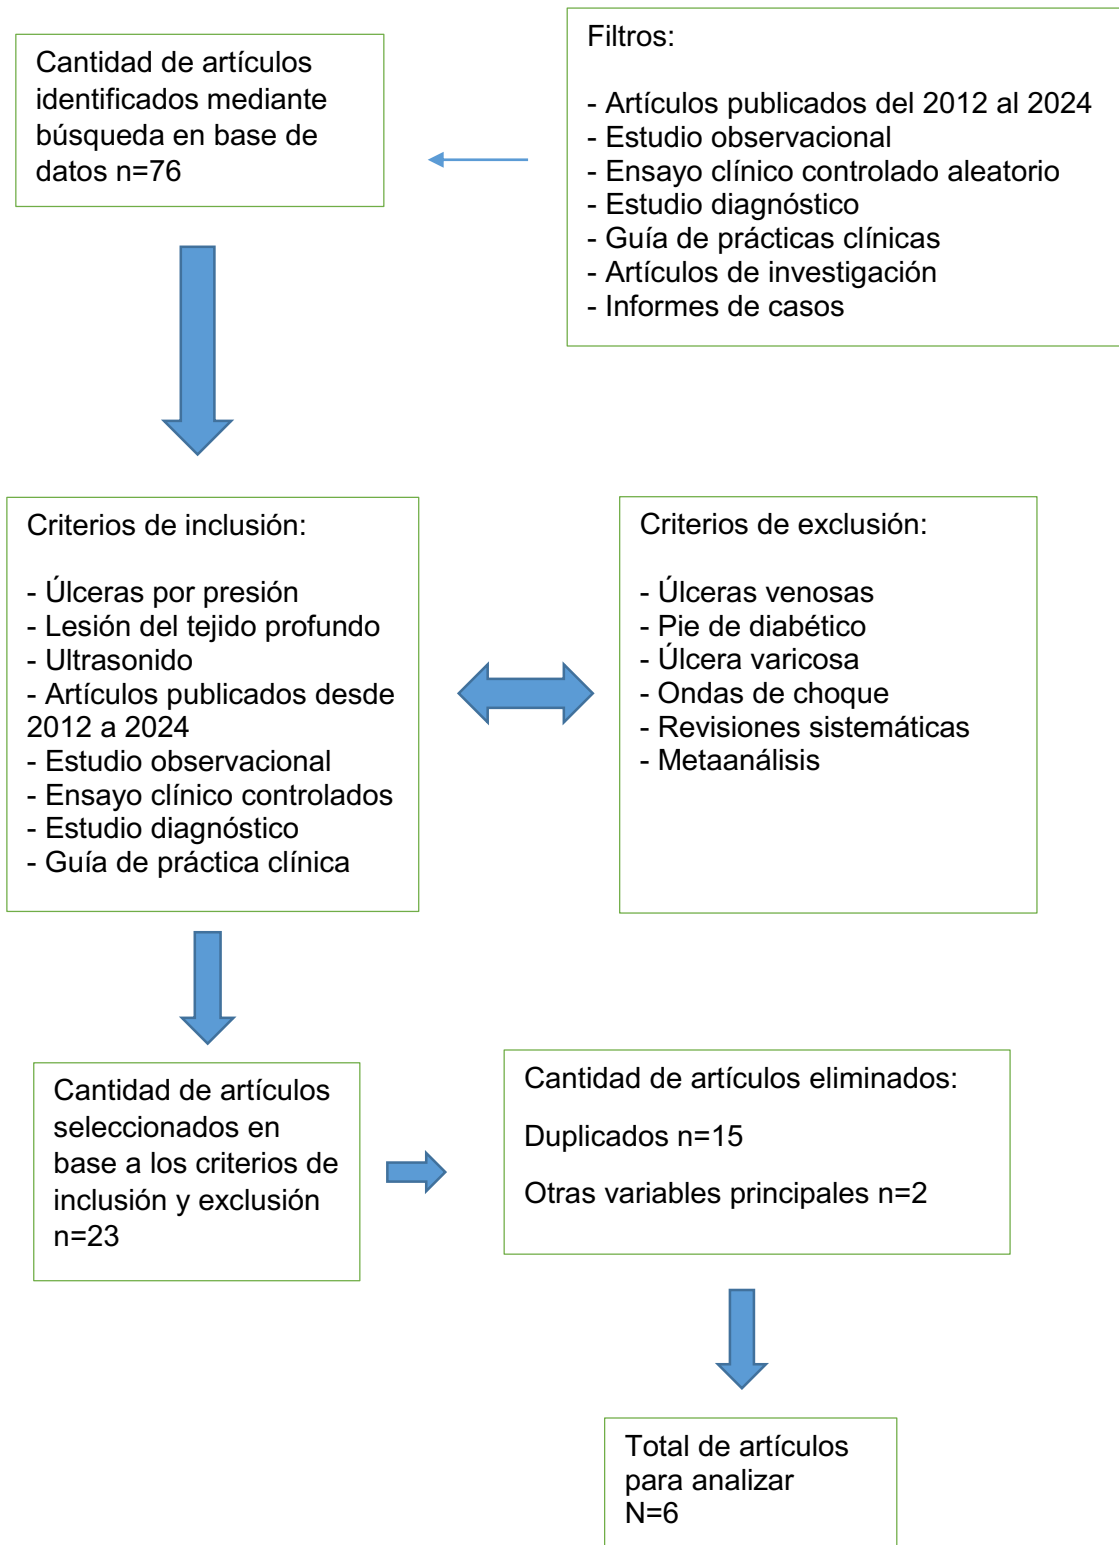 Cantidad de artículos
identificados mediante
búsqueda en base de
datos n=76
Filtros:
- Artículos publicados del 2012 al 2024
- Estudio observacional
- Ensayo clínico controlado aleatorio
- Estudio diagnóstico
- Guía de prácticas clínicas
- Artículos de investigación
- Informes de casos
Criterios de inclusión:
- Úlceras por presión
- Lesión del tejido profundo
- Ultrasonido
- Artículos publicados desde
2012 a 2024
- Estudio observacional
- Ensayo clínico controlados
- Estudio diagnóstico
- Guía de práctica clínica
Criterios de exclusión:
- Úlceras venosas
- Pie de diabético
- Úlcera varicosa
- Ondas de choque
- Revisiones sistemáticas
- Metaanálisis
Cantidad de artículos
seleccionados en
base a los criterios de
inclusión y exclusión
n=23
Cantidad de artículos eliminados:
Duplicados n=15
Otras variables principales n=2
Total de artículos
para analizar
N=6